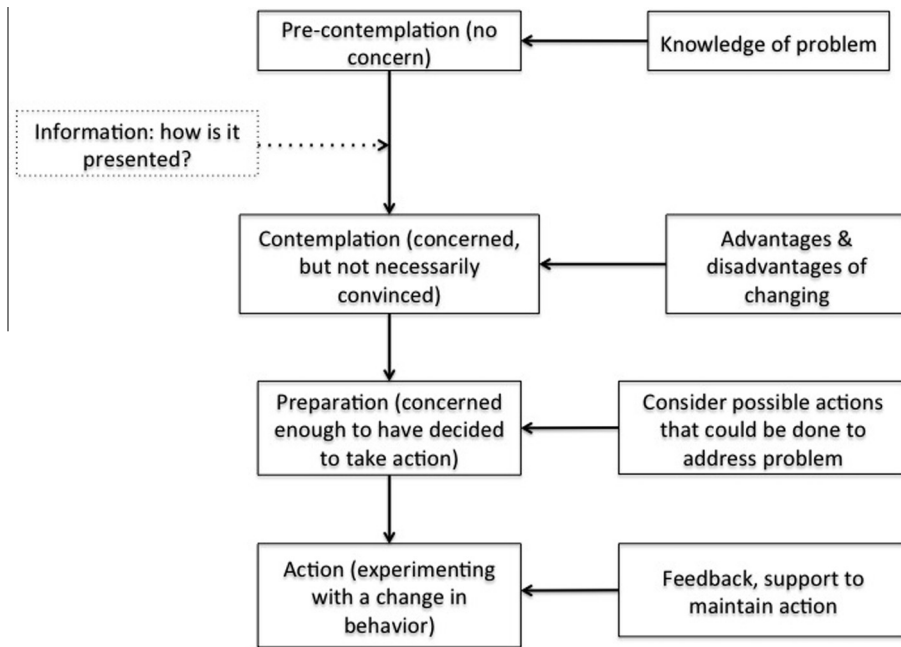 Pre-contemplation (no
concern)
Knowledge of problem
Information: how is it
presented?
Contemplation (concerned,
but not necessarily
convinced)
Advantages &
disadvantages of
changing
Preparation (concerned
enough to have decided
to take action)
Consider possible actions
that could be done to
address problem
Action (experimenting
with a change in
behavior)
Feedback, support to
maintain action